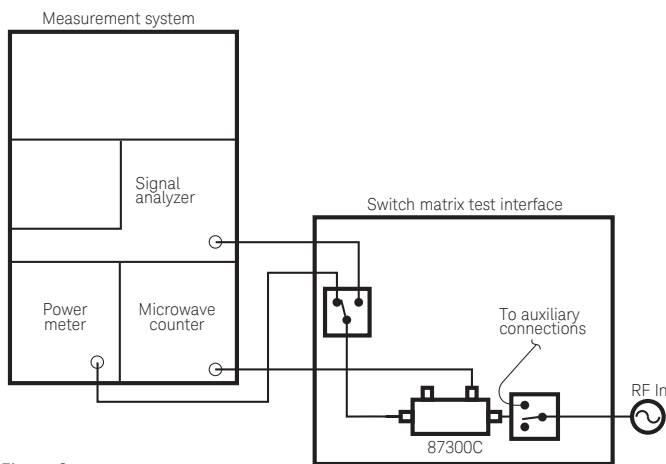 Measurement system
Signal
analyzer
Switch matrix test interface
Power
meter
Microwave
counter
To auxiliary
connections
RF In
87300C